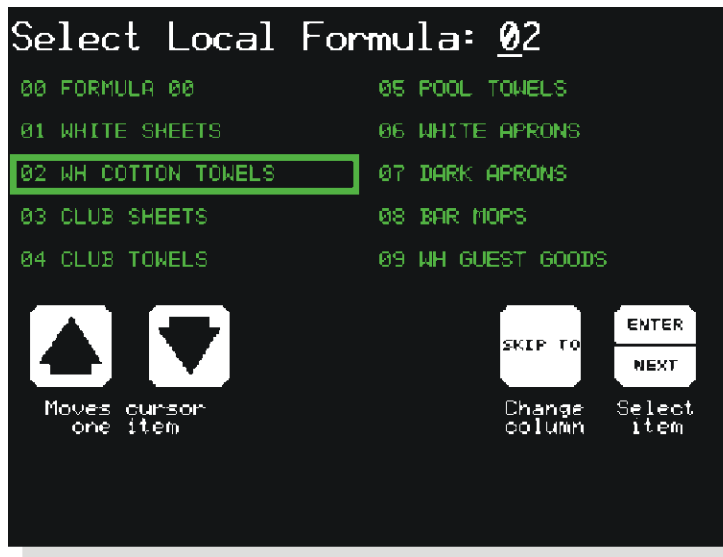 Select Local Formula: 02
00 FORMULA 00
01 WHITE SHEETS
02 WH COTTON TOWELS
03 CLUB SHEETS
04 CLUB TOWELS
05 POOL TOWELS
06 WHITE APRONS
07 DARK APRONS
08 BAR MOPS
09 WH GUEST GOODS
Moves cursor
one item
SKIP TO
Change
column
ENTER
NEXT
Select
item